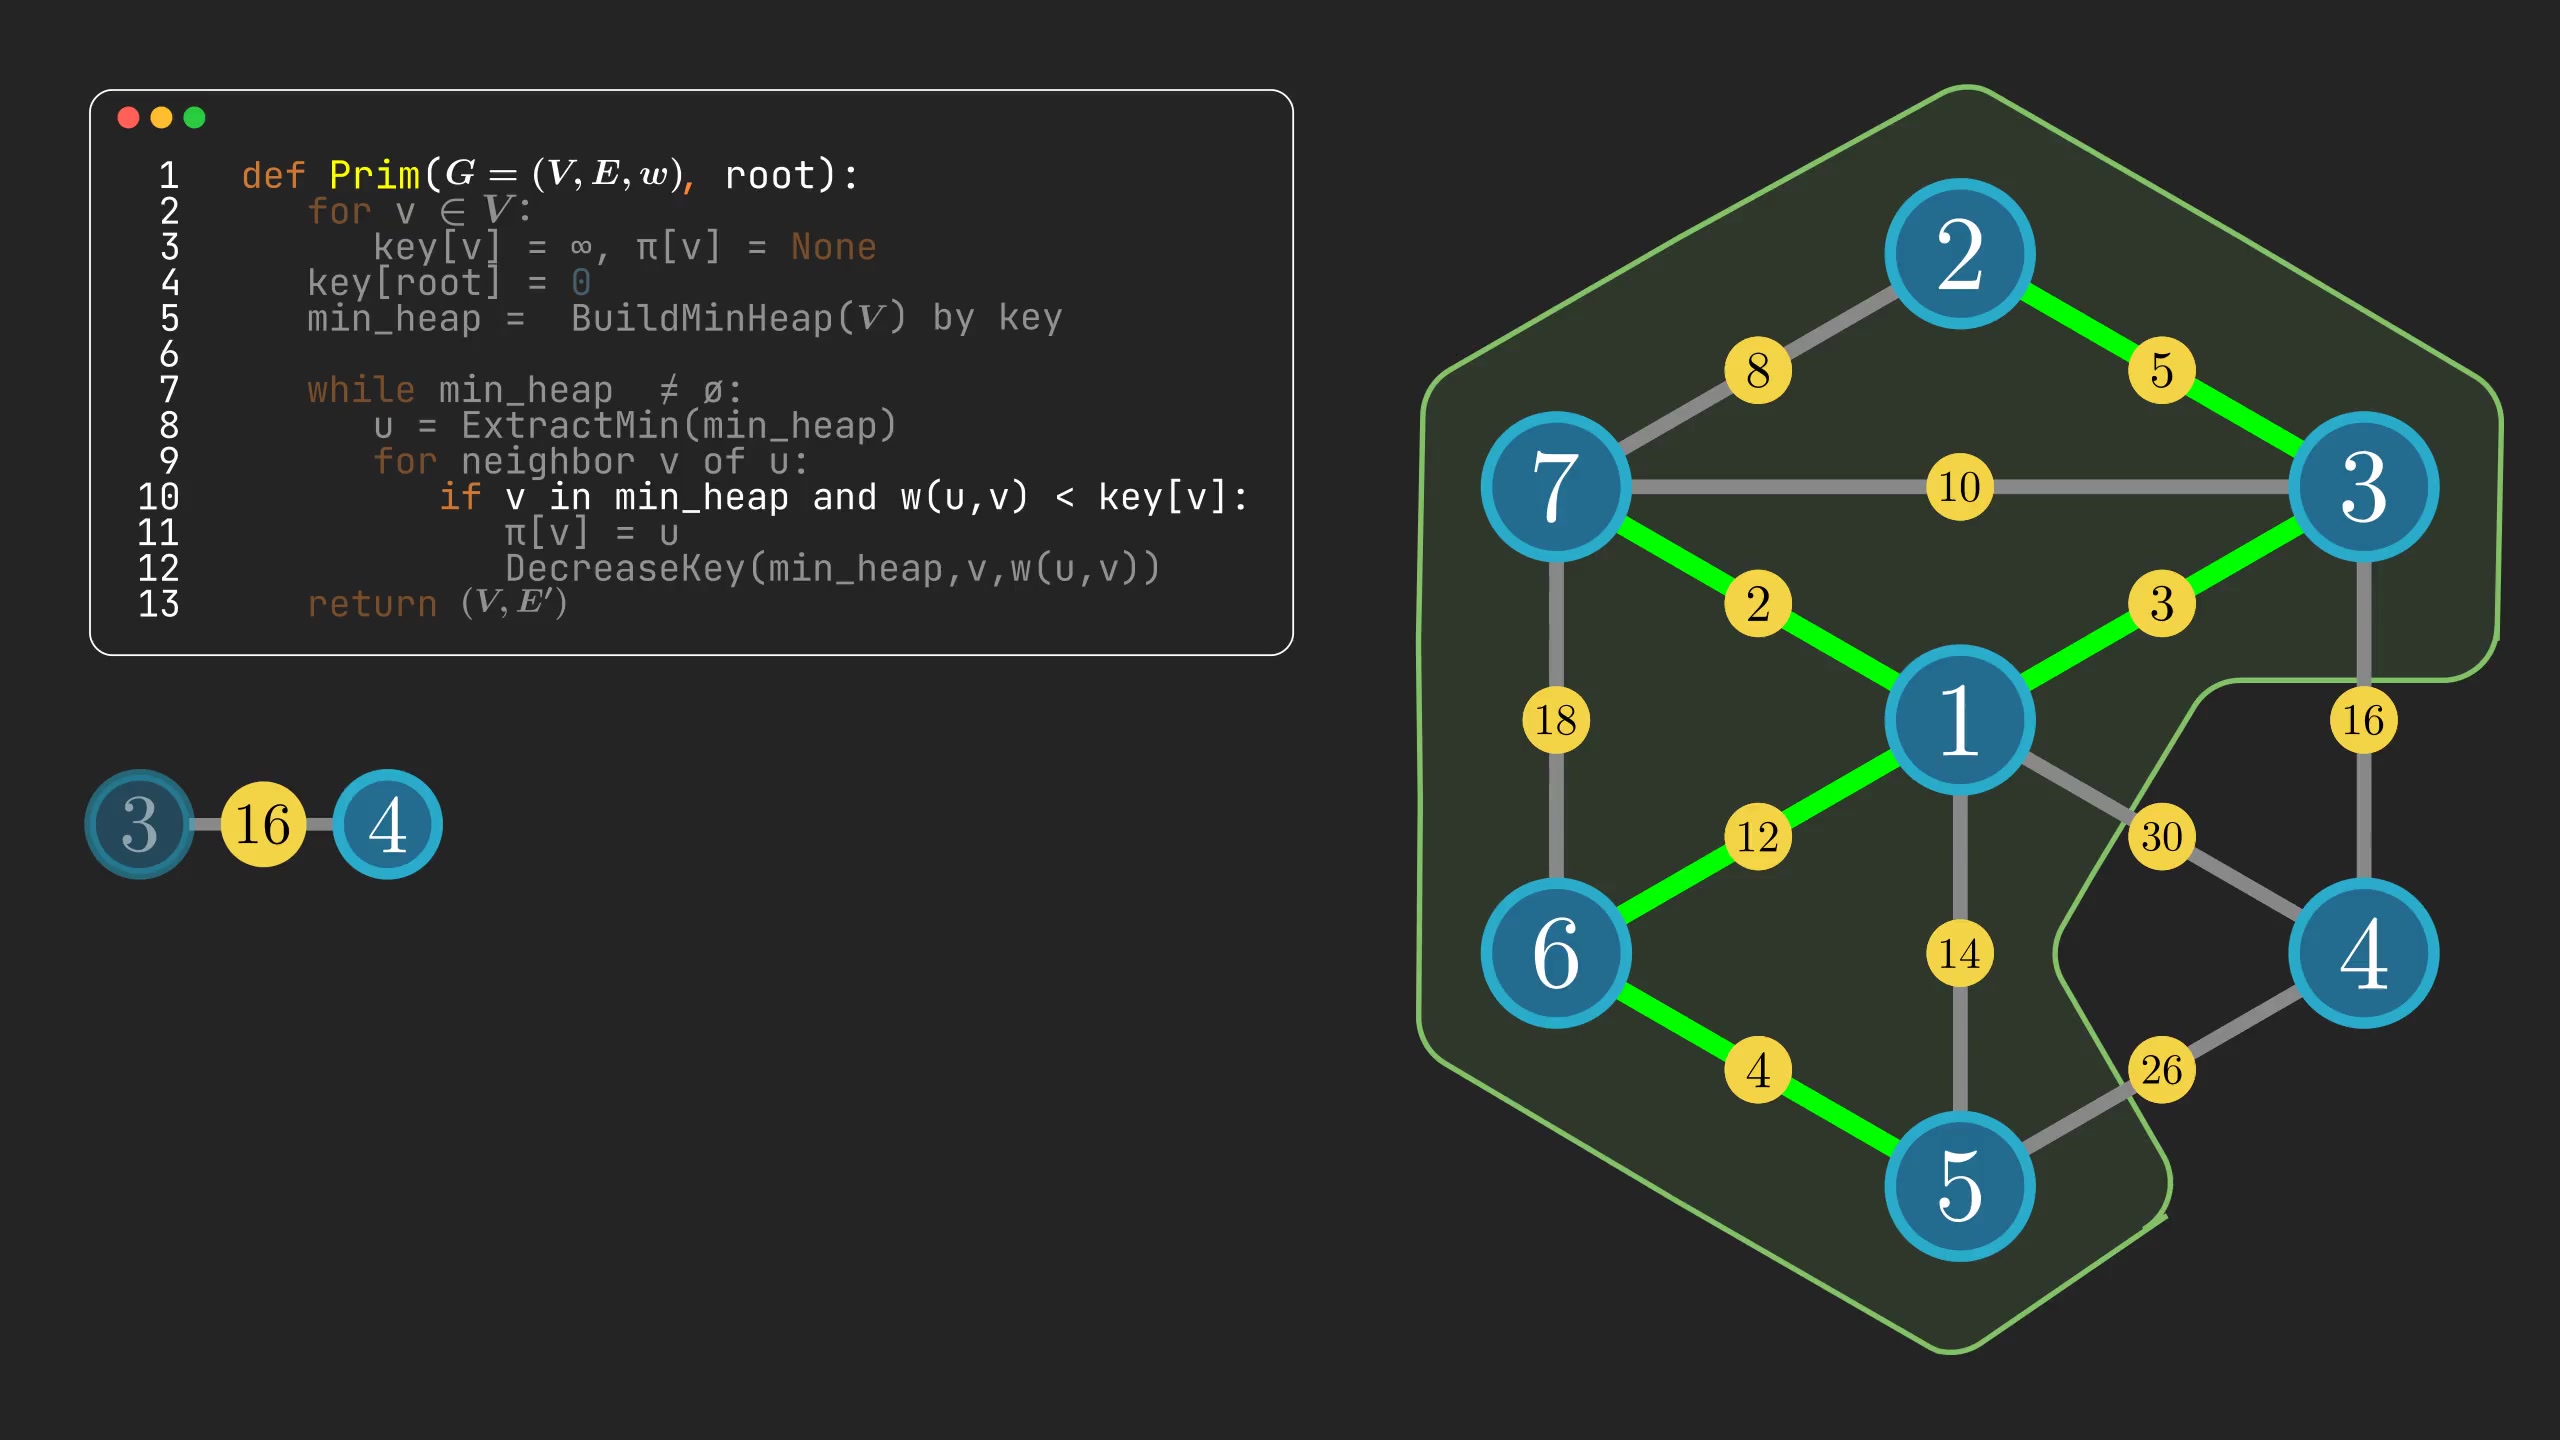 1 def Prim(G = (V, E, w), root):
2 for v ∈ V:
3 key[v] = ∞, π[v] = None
4 key[root] = 0
5 min_heap = BuildMinHeap(V) by key
6
7 while min_heap ≠ ø:
8 u = ExtractMin(min_heap)
9 for neighbor v of u:
10 if v in min_heap and w(u,v) < key[v]:
11 π[v] = u
12 DecreaseKey(min_heap,v,w(u,v))
13 return (V, E′)
3 16 4
2
8 5
7 10 3
2 3
18 1 16
12 30
6 14 4
4 26
5